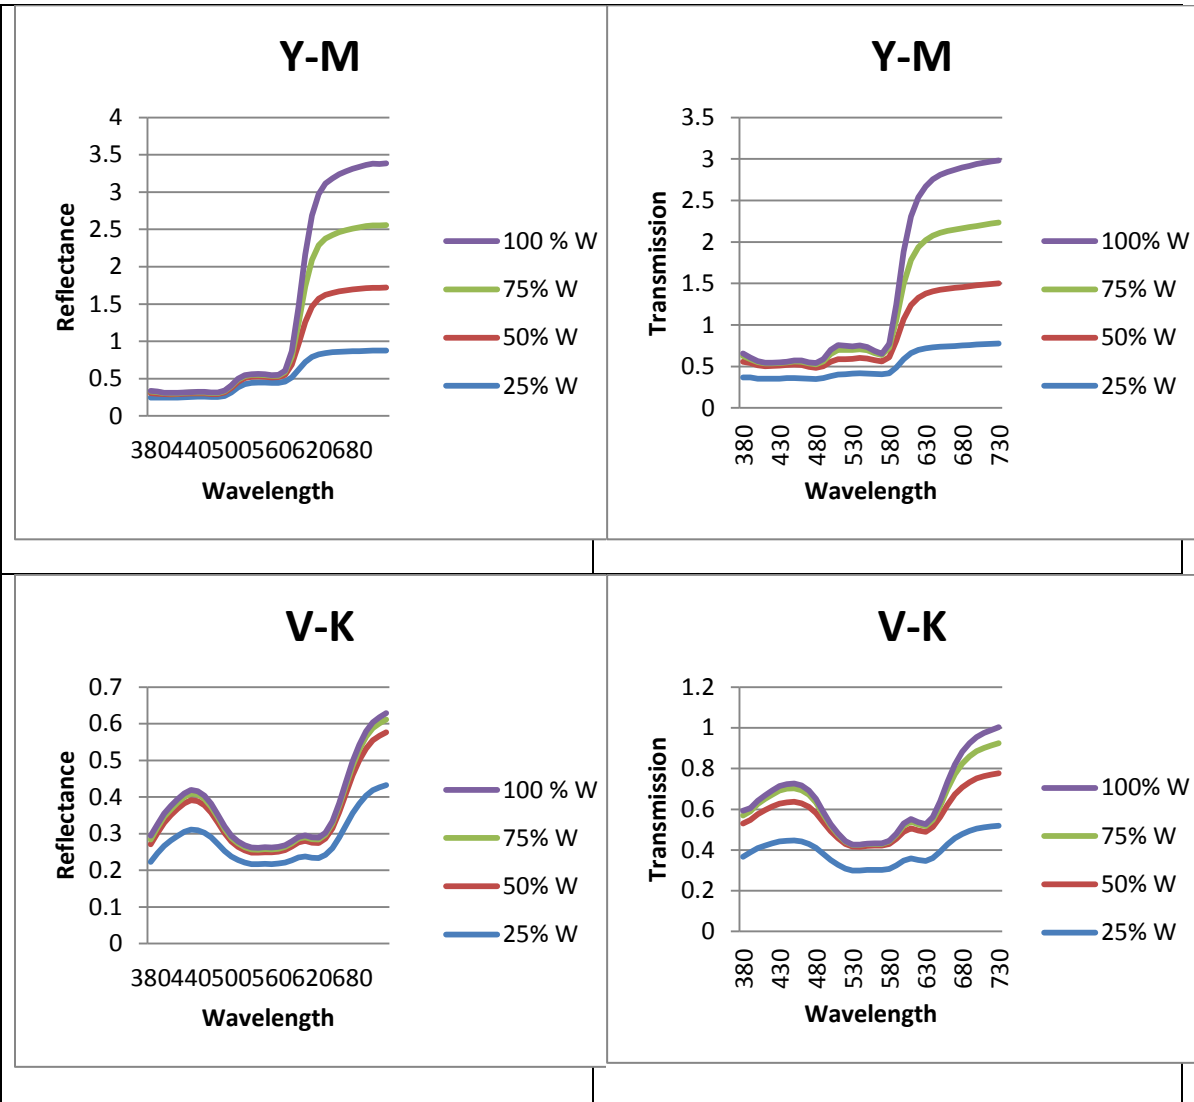 Y-M
Reflectance
4
3.5
3
2.5
2
1.5
1
0.5
0
380440500560620680
Wavelength
100 % W
75% W
50% W
25% W
Y-M
Transmission
3.5
3
2.5
2
1.5
1
0.5
0
380 430 480 530 580 630 680 730
Wavelength
100% W
75% W
50% W
25% W
V-K
Reflectance
0.7
0.6
0.5
0.4
0.3
0.2
0.1
0
380440500560620680
Wavelength
100 % W
75% W
50% W
25% W
V-K
Transmission
1.2
1
0.8
0.6
0.4
0.2
0
380 430 480 530 580 630 680 730
Wavelength
100% W
75% W
50% W
25% W